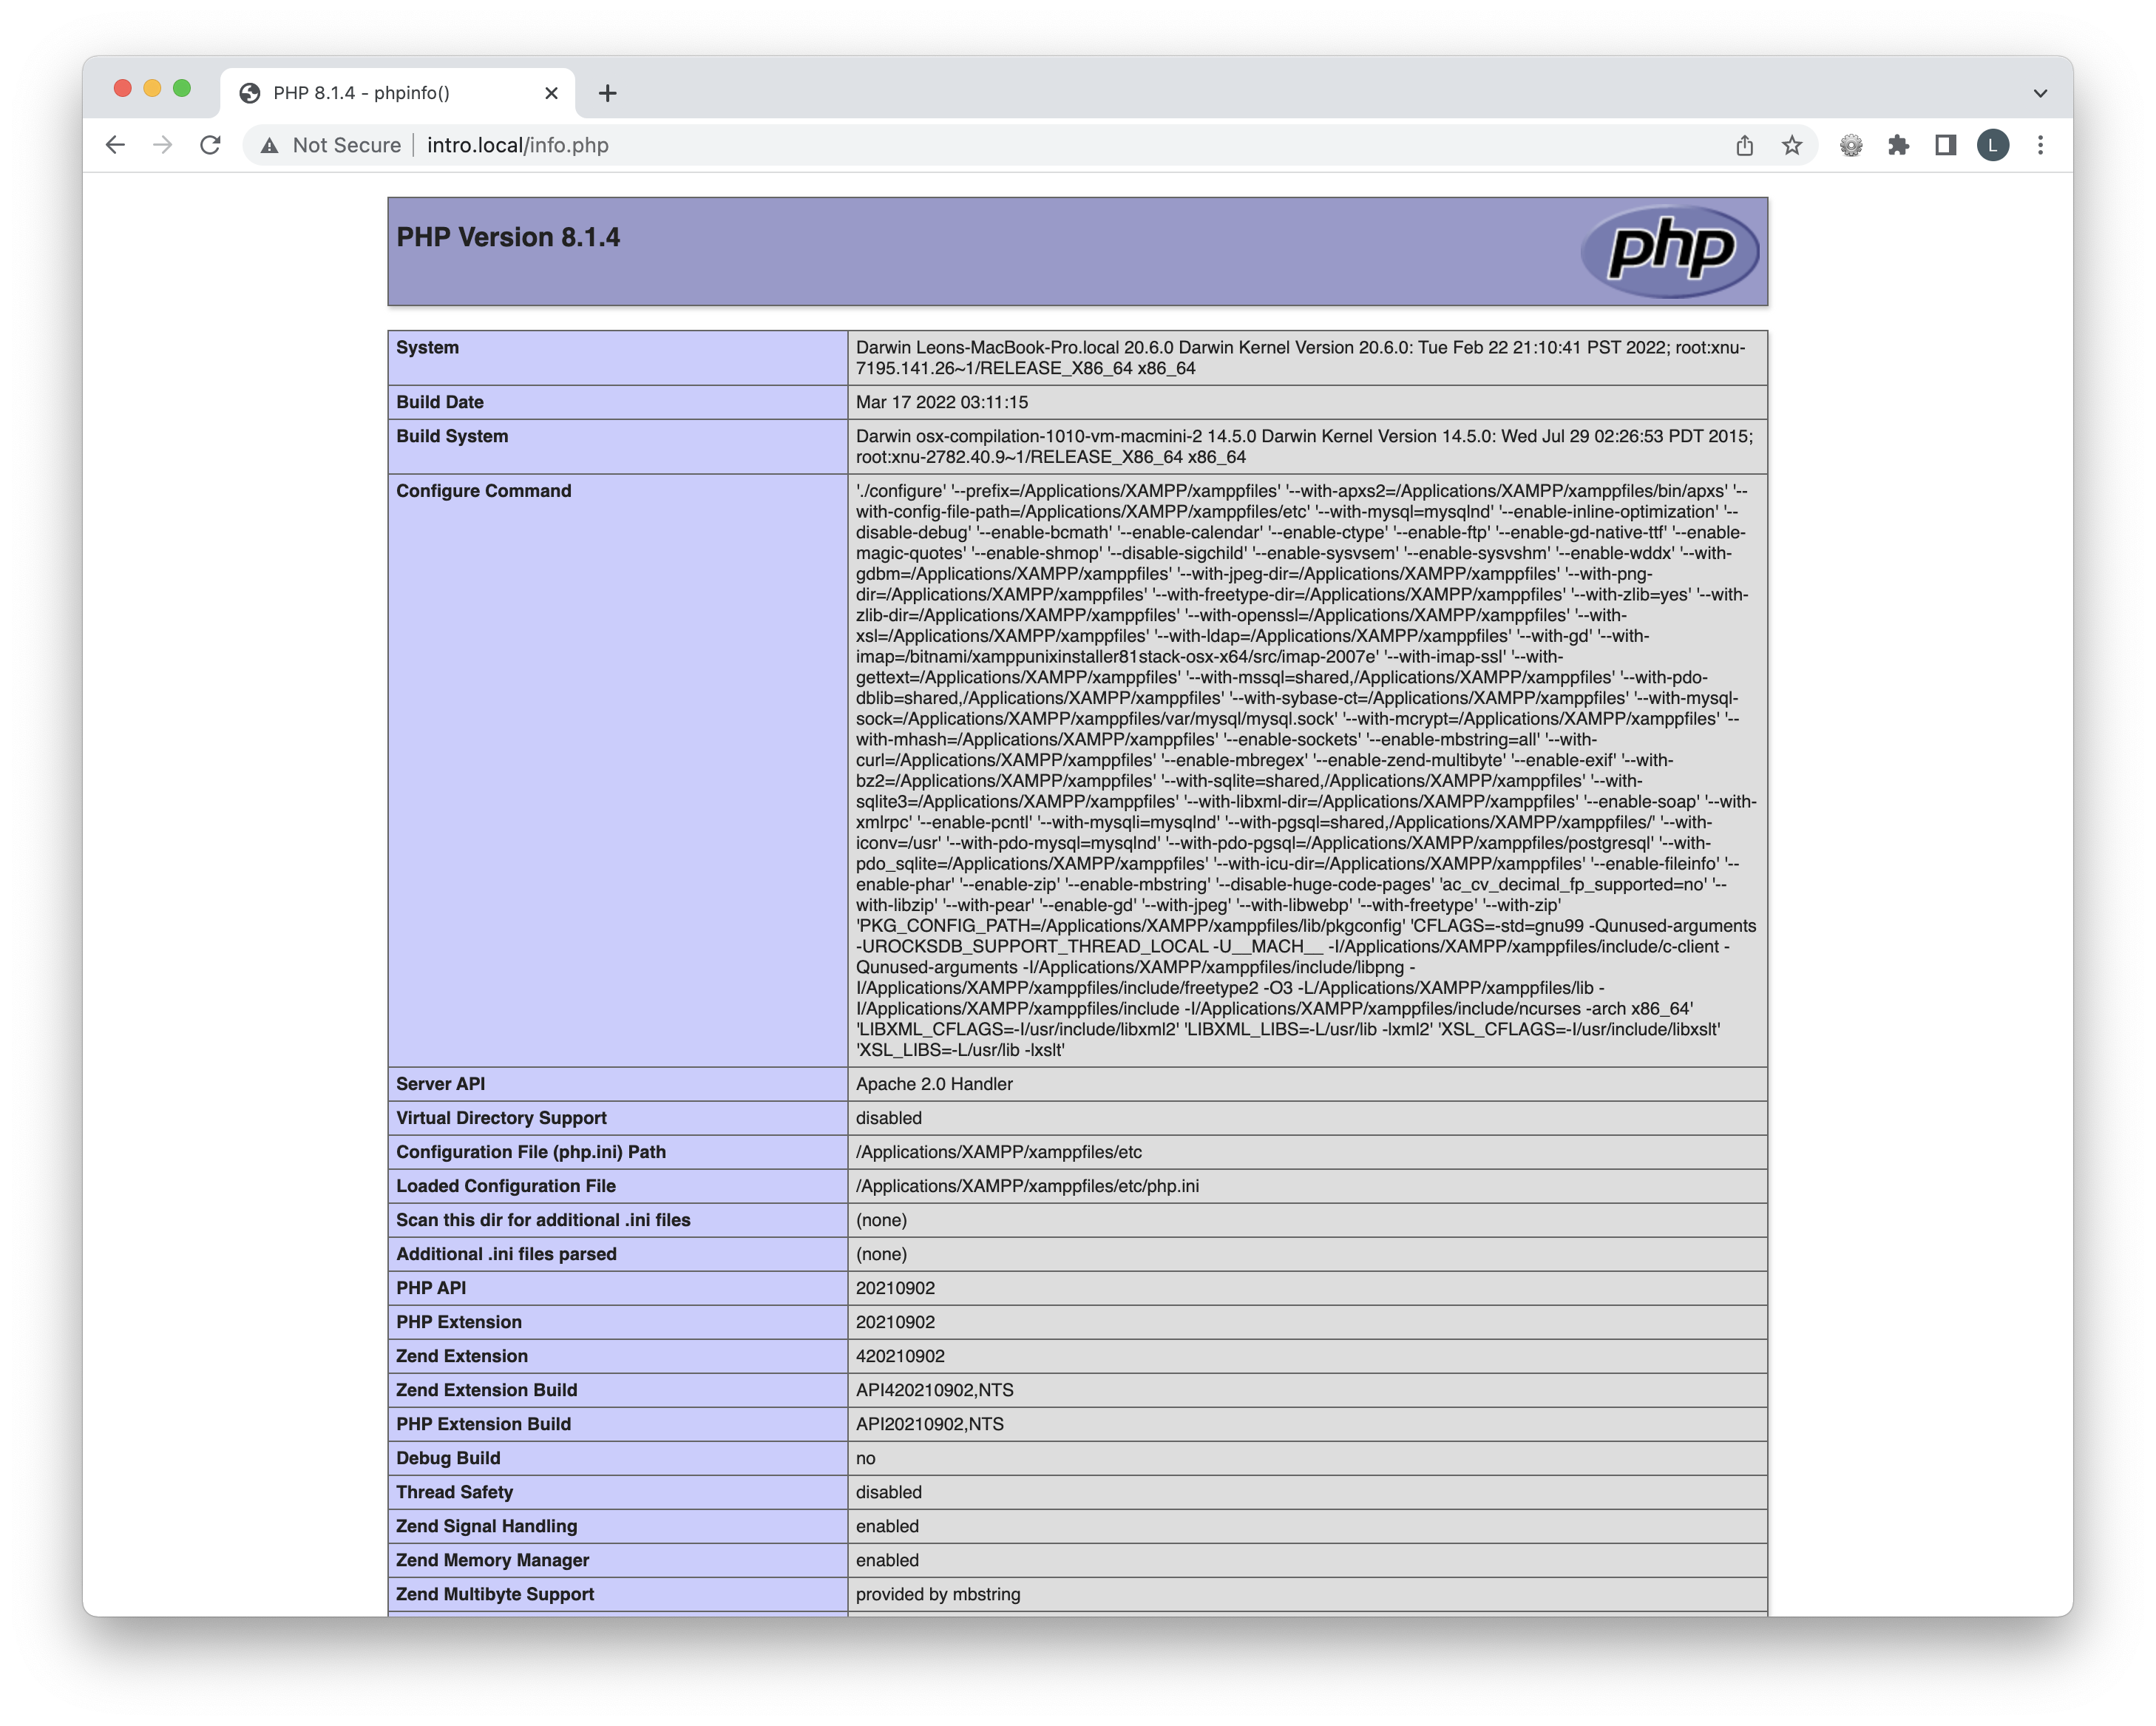 PHP 8.1.4 - phpinfo()
Not Secure
intro.local/info.php
L
PHP Version 8.1.4
php
System
Darwin Leons-MacBook-Pro.local 20.6.0 Darwin Kernel Version 20.6.0: Tue Feb 22 21:10:41 PST 2022; root:xnu-
7195.141.26~1/RELEASE_X86_64 x86_64
Build Date
Mar 17 2022 03:11:15
Build System
Darwin osx-compilation-1010-vm-macmini-2 14.5.0 Darwin Kernel Version 14.5.0: Wed Jul 29 02:26:53 PDT 2015;
root:xnu-2782.40.9~1/RELEASE_X86_64 x86_64
Configure Command
'./configure' '--prefix=/Applications/XAMPP/xamppfiles' '--with-apxs2=/Applications/XAMPP/xamppfiles/bin/apxs' '--
with-config-file-path=/Applications/XAMPP/xamppfiles/etc' '--with-mysql=mysqlnd' '--enable-inline-optimization' '--
disable-debug' '--enable-bcmath' '--enable-calendar' '--enable-ctype' '--enable-ftp' '--enable-gd-native-ttf' '--enable-
magic-quotes' '--enable-shmop' '--disable-sigchild' '--enable-sysvsem' '--enable-sysvshm' '--enable-wddx' '--with-
gdbm=/Applications/XAMPP/xamppfiles' '--with-jpeg-dir=/Applications/XAMPP/xamppfiles' '--with-png-
dir=/Applications/XAMPP/xamppfiles' '--with-freetype-dir=/Applications/XAMPP/xamppfiles' '--with-zlib=yes' '--with-
zlib-dir=/Applications/XAMPP/xamppfiles' '--with-openssl=/Applications/XAMPP/xamppfiles' '--with-
xsl=/Applications/XAMPP/xamppfiles' '--with-ldap=/Applications/XAMPP/xamppfiles' '--with-gd' '--with-
imap=/bitnami/xamppunixinstaller81stack-osx-x64/src/imap-2007e' '--with-imap-ssl' '--with-
gettext=/Applications/XAMPP/xamppfiles' '--with-mssql=shared,/Applications/XAMPP/xamppfiles' '--with-pdo-
dblib=shared,/Applications/XAMPP/xamppfiles' '--with-sybase-ct=/Applications/XAMPP/xamppfiles' '--with-mysql-
sock=/Applications/XAMPP/xamppfiles/var/mysql/mysql.sock' '--with-mcrypt=/Applications/XAMPP/xamppfiles' '--
with-mhash=/Applications/XAMPP/xamppfiles' '--enable-sockets' '--enable-mbstring=all' '--with-
curl=/Applications/XAMPP/xamppfiles' '--enable-mbregex' '--enable-zend-multibyte' '--enable-exif' '--with-
bz2=/Applications/XAMPP/xamppfiles' '--with-sqlite=shared,/Applications/XAMPP/xamppfiles' '--with-
sqlite3=/Applications/XAMPP/xamppfiles' '--with-libxml-dir=/Applications/XAMPP/xamppfiles' '--enable-soap' '--with-
xmlrpc' '--enable-pcntl' '--with-mysqli=mysqlnd' '--with-pgsql=shared,/Applications/XAMPP/xamppfiles/' '--with-
iconv=/usr' '--with-pdo-mysql=mysqlnd' '--with-pdo-pgsql=/Applications/XAMPP/xamppfiles/postgresql' '--with-
pdo_sqlite=/Applications/XAMPP/xamppfiles' '--with-icu-dir=/Applications/XAMPP/xamppfiles' '--enable-fileinfo' '--
enable-phar' '--enable-zip' '--enable-mbstring' '--disable-huge-code-pages' 'ac_cv_decimal_fp_supported=no' '--
with-libzip' '--with-pear' '--enable-gd' '--with-jpeg' '--with-libwebp' '--with-freetype' '--with-zip'
'PKG_CONFIG_PATH=/Applications/XAMPP/xamppfiles/lib/pkgconfig' 'CFLAGS=-std=gnu99 -Qunused-arguments
-UROCKSDB_SUPPORT_THREAD_LOCAL -U__MACH__ -I/Applications/XAMPP/xamppfiles/include/c-client -
Qunused-arguments -I/Applications/XAMPP/xamppfiles/include/libpng -
I/Applications/XAMPP/xamppfiles/include/freetype2 -O3 -L/Applications/XAMPP/xamppfiles/lib -
I/Applications/XAMPP/xamppfiles/include -I/Applications/XAMPP/xamppfiles/include/ncurses -arch x86_64'
'LIBXML_CFLAGS=-I/usr/include/libxml2' 'LIBXML_LIBS=-L/usr/lib -lxml2' 'XSL_CFLAGS=-I/usr/include/libxslt'
'XSL_LIBS=-L/usr/lib -lxslt'
Server API
Apache 2.0 Handler
Virtual Directory Support
disabled
Configuration File (php.ini) Path
/Applications/XAMPP/xamppfiles/etc
Loaded Configuration File
/Applications/XAMPP/xamppfiles/etc/php.ini
Scan this dir for additional .ini files
(none)
Additional .ini files parsed
(none)
PHP API
20210902
PHP Extension
20210902
Zend Extension
420210902
Zend Extension Build
API420210902,NTS
PHP Extension Build
API20210902,NTS
Debug Build
no
Thread Safety
disabled
Zend Signal Handling
enabled
Zend Memory Manager
enabled
Zend Multibyte Support
provided by mbstring